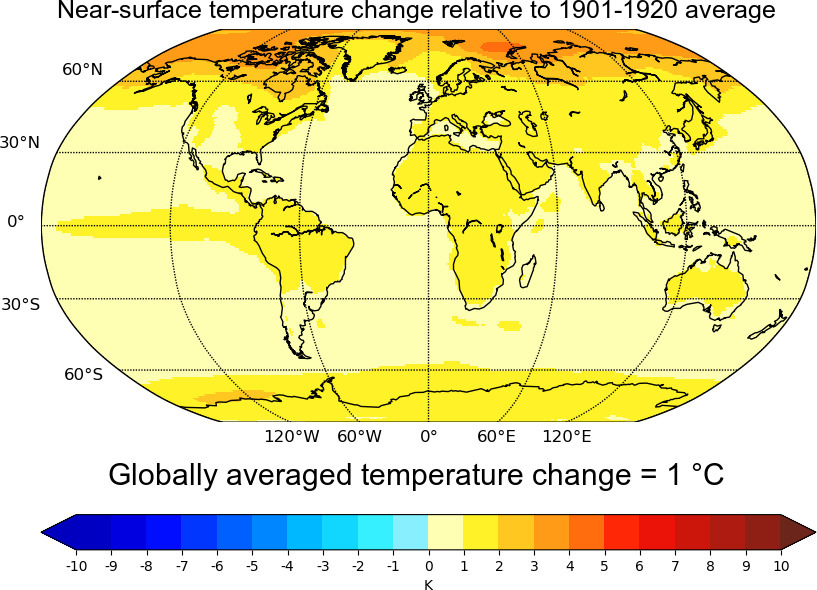 Near-surface temperature change relative to 1901-1920 average
60°N
30°N
0°
30°S
60°S
120°W 60°W 0° 60°E 120°E
Globally averaged temperature change = 1 °C
-10 -9 -8 -7 -6 -5 -4 -3 -2 -1 0 1 2 3 4 5 6 7 8 9 10
K